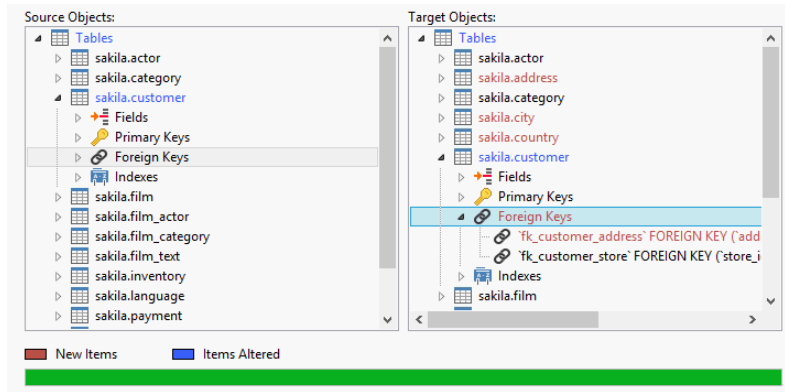 Source Objects:
Tables
sakila.actor
sakila.category
sakila.customer
Fields
Primary Keys
Foreign Keys
Indexes
sakila.film
sakila.film_actor
sakila.film_category
sakila.film_text
sakila.inventory
sakila.language
sakila.payment
Target Objects:
Tables
sakila.actor
sakila.address
sakila.category
sakila.city
sakila.country
sakila.customer
Fields
Primary Keys
Foreign Keys
`fk_customer_address` FOREIGN KEY (`add
`fk_customer_store` FOREIGN KEY (`store_i
Indexes
sakila.film
New Items
Items Altered